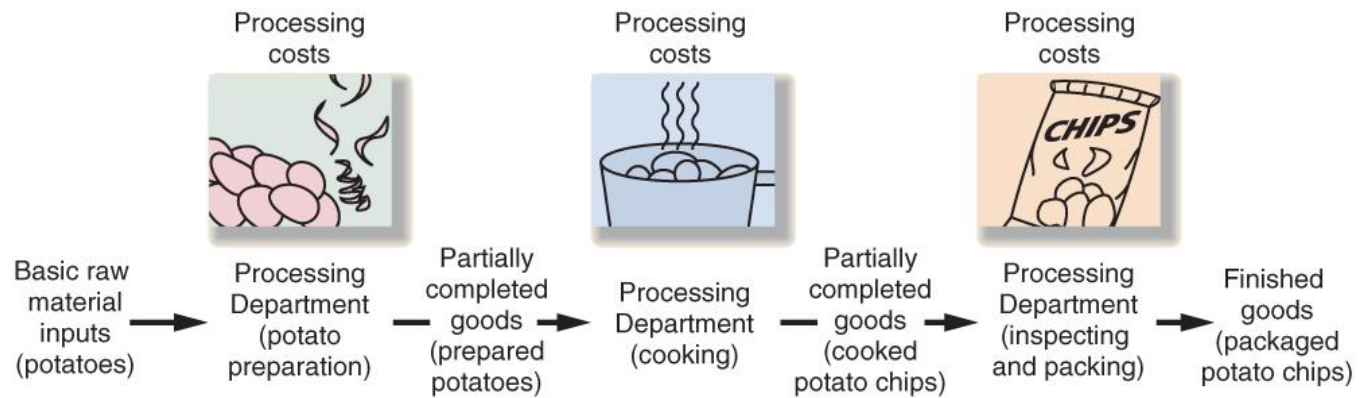 Processing
costs
Processing
costs
Processing
costs
CHIPS
Basic raw
material
inputs
(potatoes)
Processing
Department
(potato
preparation)
Partially
completed
goods
(prepared
potatoes)
Processing
Department
(cooking)
Partially
completed
goods
(cooked
potato chips)
Processing
Department
(inspecting
and packing)
Finished
goods
(packaged
potato chips)